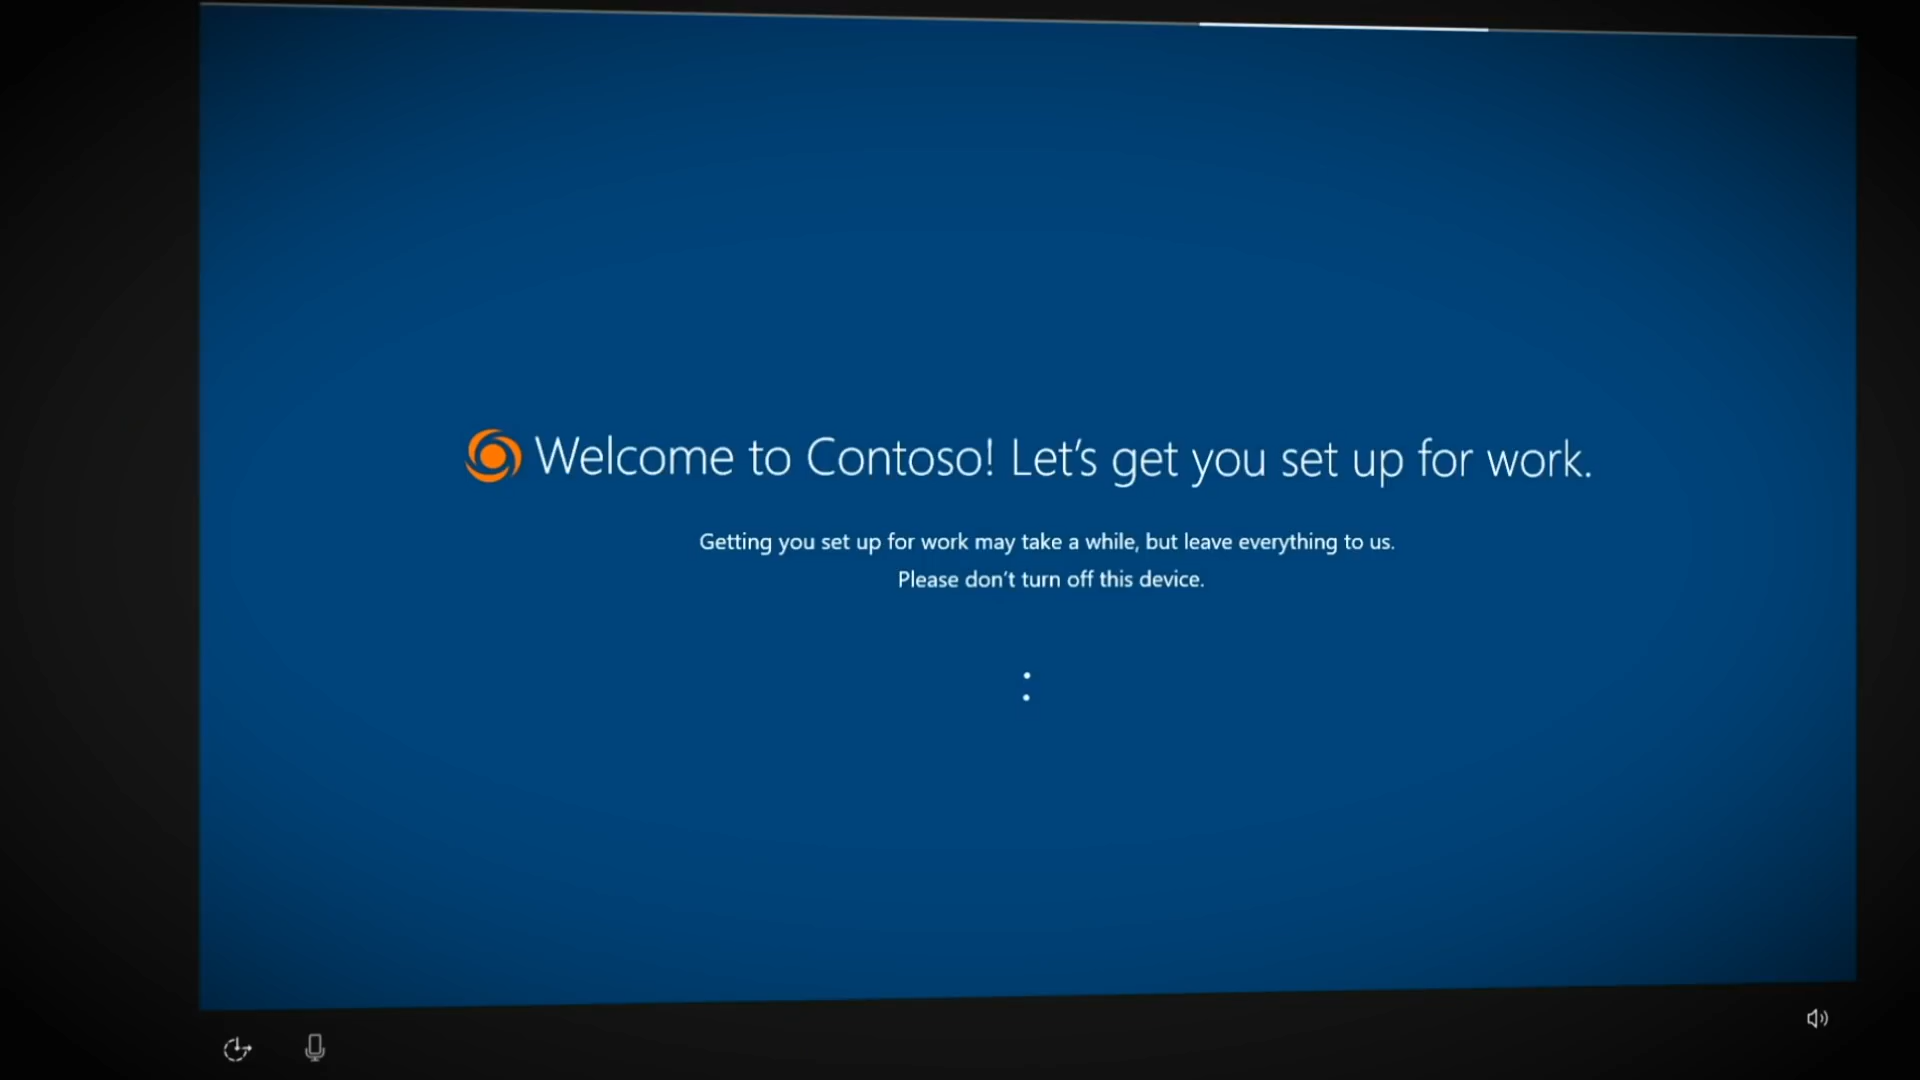 Welcome to Contoso! Let's get you set up for work.
Getting you set up for work may take a while, but leave everything to us.
Please don't turn off this device.